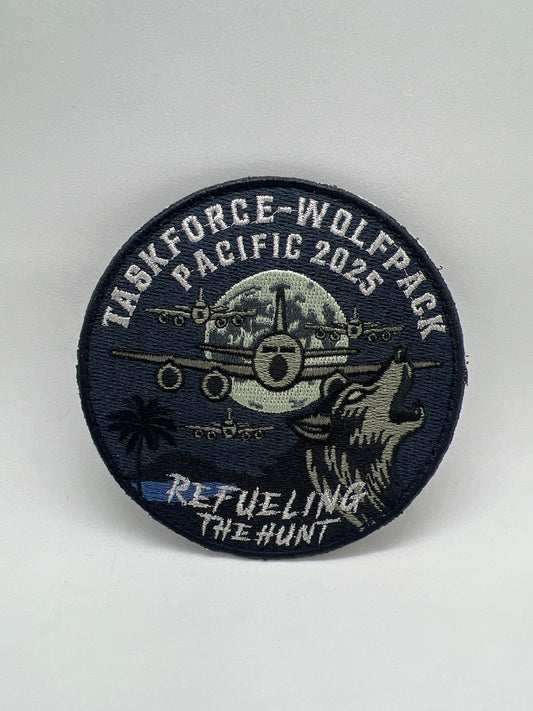 TASKFORCE-WOLFPACK
PACIFIC 2025
REFUELING
THE HUNT